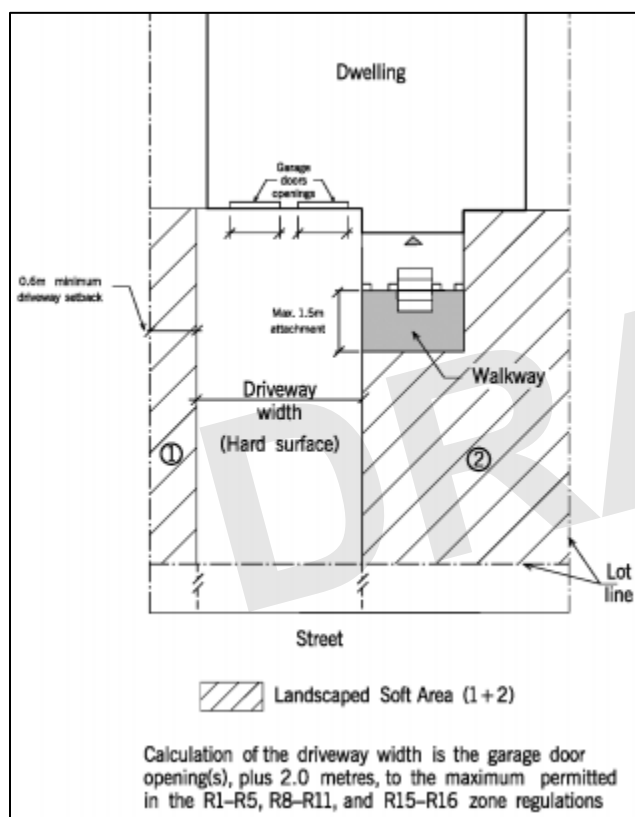 Dwelling
Garage
doors
openings
0.6m minimum
driveway setback
Max. 1.5m
attachment
Walkway
Driveway
width
(Hard surface)
①
②
DRA
Lot
line
Street
Landscaped Soft Area (1+2)
Calculation of the driveway width is the garage door
opening(s), plus 2.0 metres, to the maximum permitted
in the R1-R5, R8-R11, and R15-R16 zone regulations